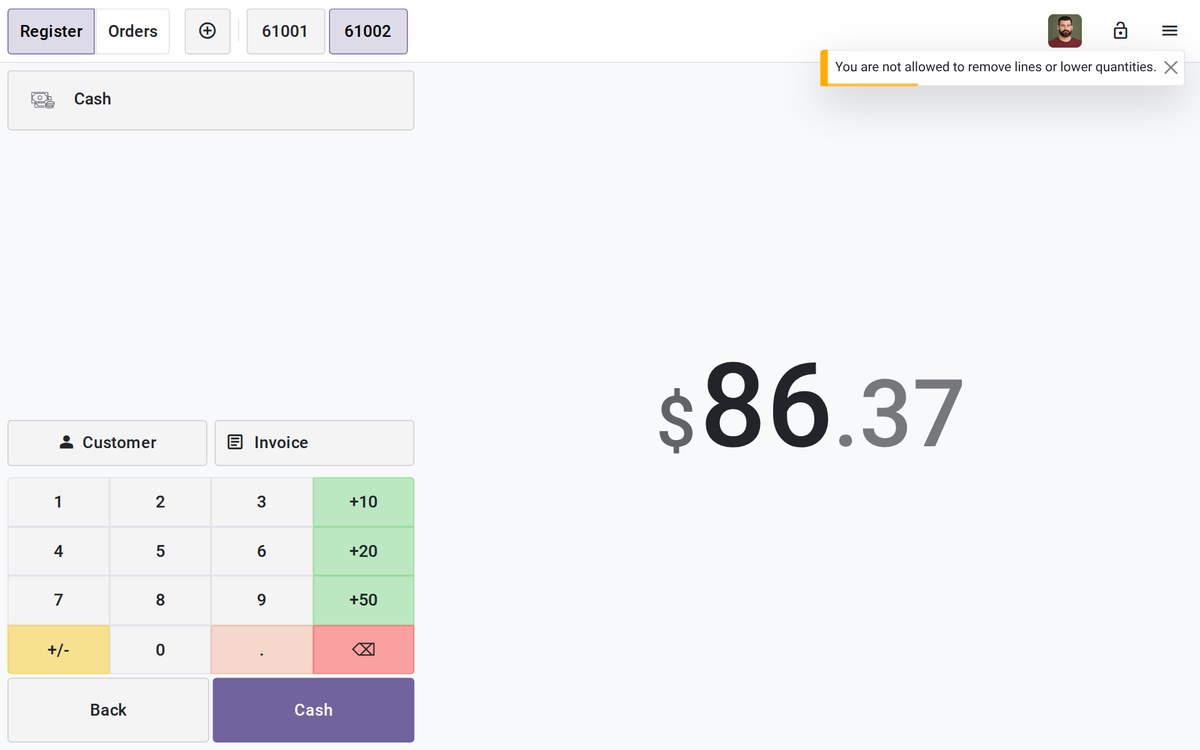 Register Orders 61001 61002
You are not allowed to remove lines or lower quantities.
Cash
$86.37
Customer Invoice
1 2 3 +10
4 5 6 +20
7 8 9 +50
+/- 0 .
Back Cash